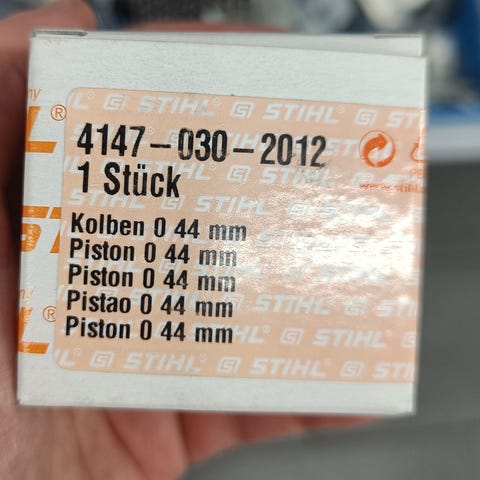 4147-030-2012
1 Stück
Kolben 0 44 mm
Piston 0 44 mm
Piston 0 44 mm
Pistao 0 44 mm
Piston 0 44 mm
STIHL®